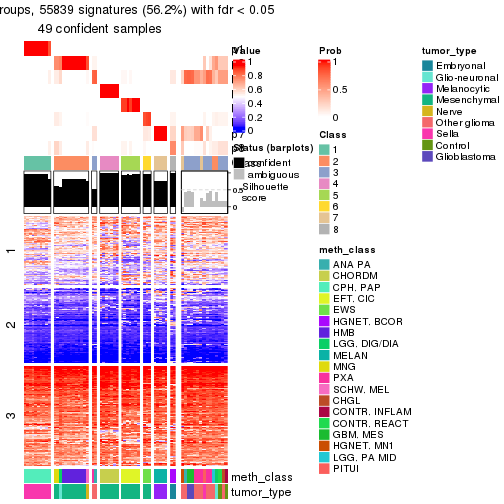 roups, 55839 signatures (56.2%) with fdr < 0.05
49 confident samples
Value
1
0.8
0.6
0.4
0.2
0
Status (barplots)
confident
ambiguous
Silhouette
score
1
0.5
0
1
2
3
meth_class
tumor_type
Prob
1
0.5
0
Class
1
2
3
4
5
6
7
8
meth_class
ANA PA
CHORDM
CPH. PAP
EFT. CIC
EWS
HGNET. BCOR
HMB
LGG. DIG/DIA
MELAN
MNG
PXA
SCHW. MEL
CHGL
CONTR. INFLAM
CONTR. REACT
GBM. MES
HGNET. MN1
LGG. PA MID
PITUI
tumor_type
Embryonal
Glio-neuronal
Melanocytic
Mesenchymal
Nerve
Other glioma
Sella
Control
Glioblastoma